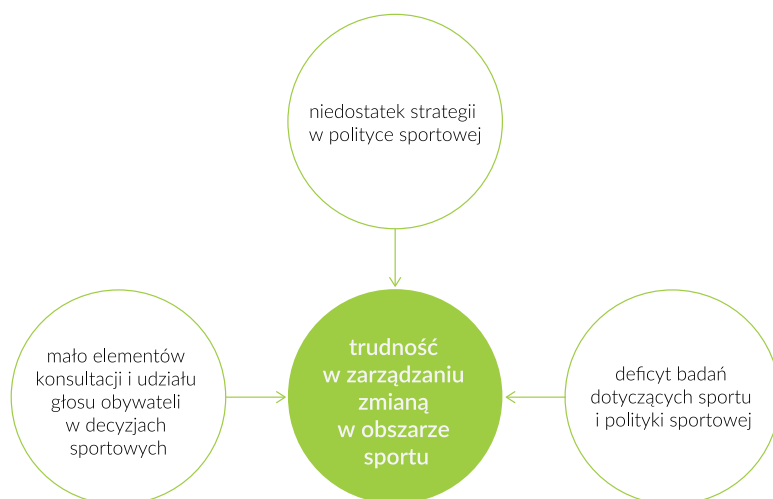 niedostatek strategii
w polityce sportowej
mało elementów
konsultacji i udziału
głosu obywateli
w decyzjach
sportowych
trudność
w zarządzaniu
zmianą
w obszarze
sportu
deficyt badań
dotyczących sportu
i polityki sportowej